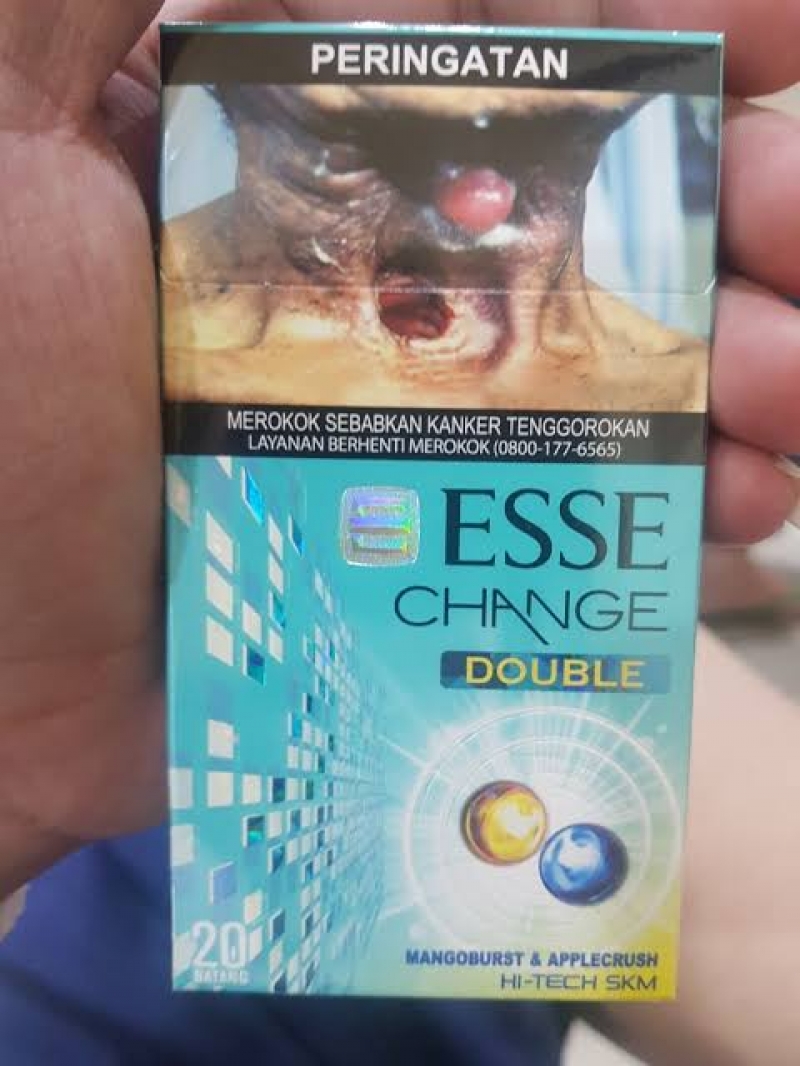 PERINGATAN
MEROKOK SEBABKAN KANKER TENGGOROKAN
LAYANAN BERHENTI MEROKOK (0800-177-6565)
ESSE
CHANGE
DOUBLE
MANGOBURST & APPLECRUSH
HI-TECH SKM
20
BATANG